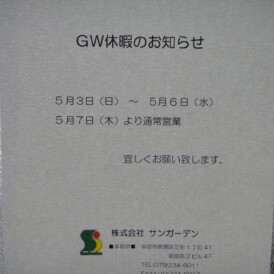 GW休暇のお知らせ
5月3日（日） ～ 5月6日（水）
5月7日（木）より通常営業
宜しくお願い致します。
株式会社 サンガーデン